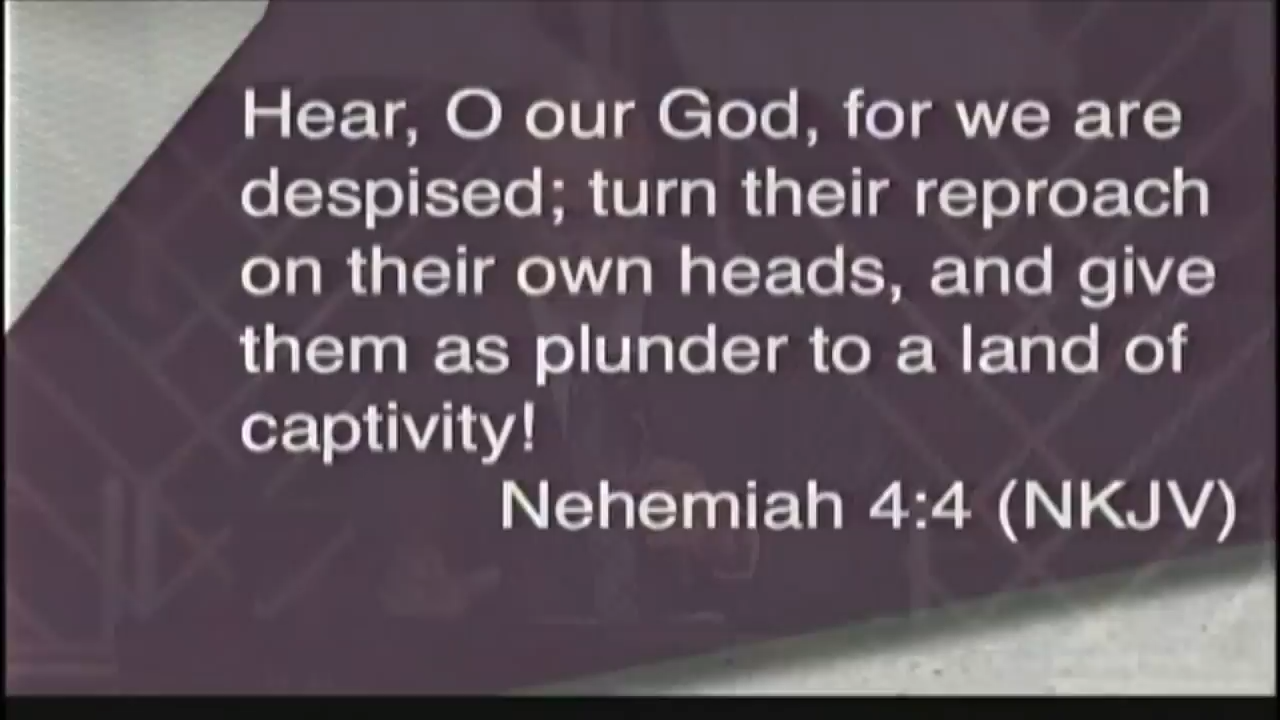 Hear, O our God, for we are
despised; turn their reproach
on their own heads, and give
them as plunder to a land of
captivity!
Nehemiah 4:4 (NKJV)